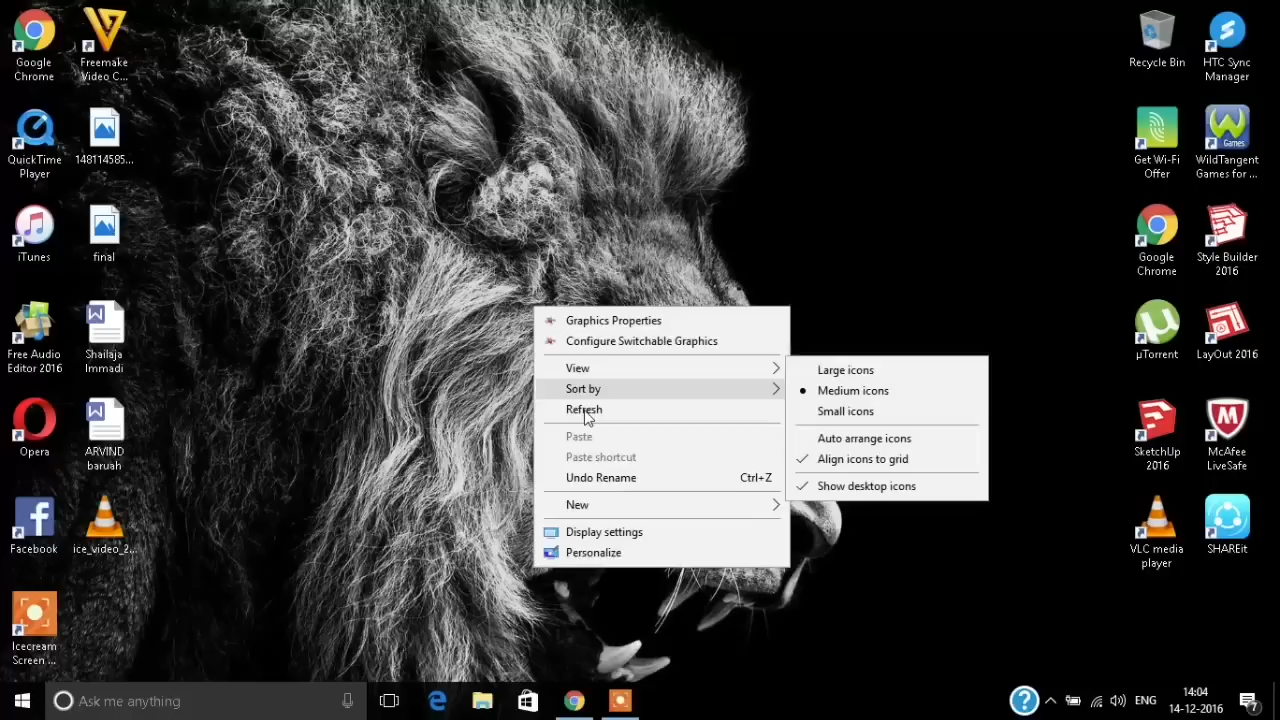 Google
Chrome
Freemake
Video C...
QuickTime
Player
148114585...
iTunes
final
Free Audio
Editor 2016
Shailaja
Immadi
Opera
ARVIND
baruah
Facebook
ice_video_2...
Icecream
Screen ...
Graphics Properties
Configure Switchable Graphics
View
Sort by
Refresh
Paste
Paste shortcut
Undo Rename Ctrl+Z
New
Display settings
Personalize
Large icons
Medium icons
Small icons
Auto arrange icons
Align icons to grid
Show desktop icons
Recycle Bin
HTC Sync
Manager
Get Wi-Fi
Offer
Games
WildTangent
Games for ...
Google
Chrome
Style Builder
2016
µTorrent
LayOut 2016
SketchUp
2016
McAfee
LiveSafe
VLC media
player
SHAREit
Ask me anything
ENG
14:04
14-12-2016
7